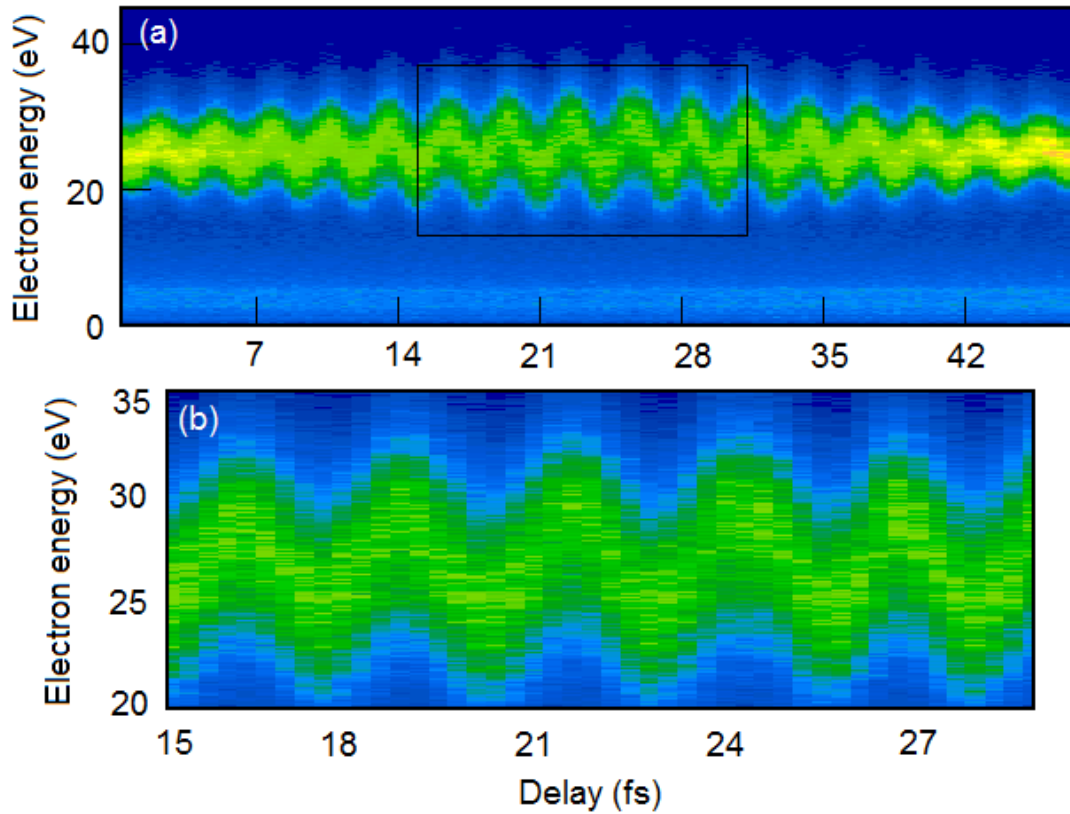 (a)
Electron energy (eV)
40
20
0
7 14 21 28 35 42
(b)
Electron energy (eV)
35
30
25
20
15 18 21 24 27
Delay (fs)